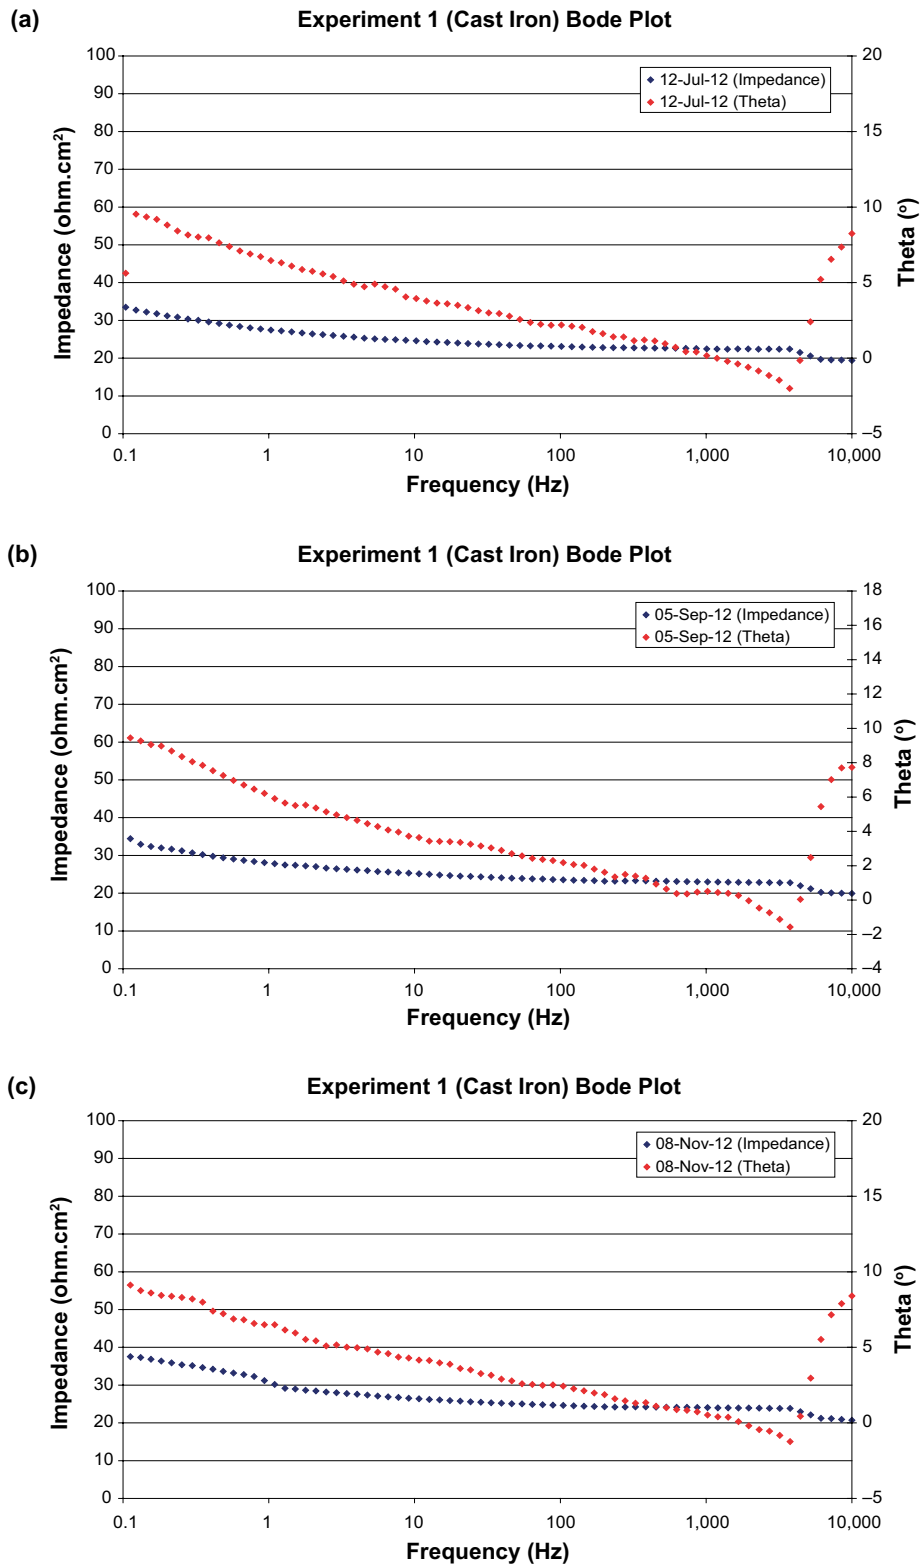 (a)
Experiment 1 (Cast Iron) Bode Plot
100
90
80
70
60
50
40
30
20
10
0
Impedance (ohm.cm²)
20
15
10
5
0
–5
Theta (º)
12-Jul-12 (Impedance)
12-Jul-12 (Theta)
0.1 1 10 100 1,000 10,000
Frequency (Hz)
(b)
Experiment 1 (Cast Iron) Bode Plot
100
90
80
70
60
50
40
30
20
10
0
Impedance (ohm.cm²)
18
16
14
12
10
8
6
4
2
0
–2
–4
Theta (º)
05-Sep-12 (Impedance)
05-Sep-12 (Theta)
0.1 1 10 100 1,000 10,000
Frequency (Hz)
(c)
Experiment 1 (Cast Iron) Bode Plot
100
90
80
70
60
50
40
30
20
10
0
Impedance (ohm.cm²)
20
15
10
5
0
–5
Theta (º)
08-Nov-12 (Impedance)
08-Nov-12 (Theta)
0.1 1 10 100 1,000 10,000
Frequency (Hz)